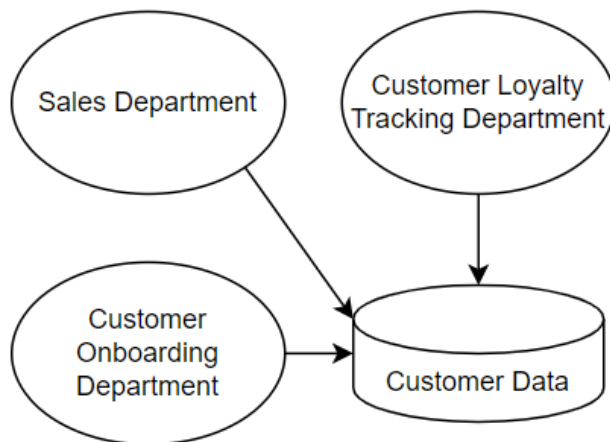 Sales Department
Customer Loyalty
Tracking Department
Customer
Onboarding
Department
Customer Data